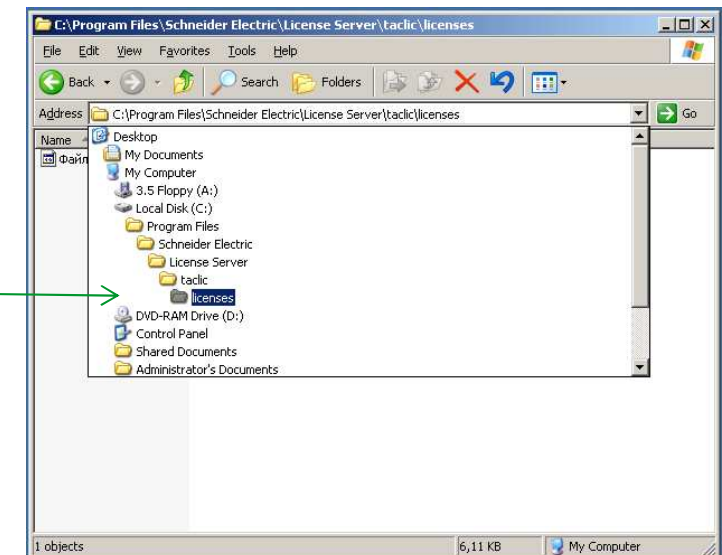 C:\Program Files\Schneider Electric\License Server\taclic\licenses
File Edit View Favorites Tools Help
Back Search Folders
Address C:\Program Files\Schneider Electric\License Server\taclic\licenses Go
Name
Desktop
Файл
My Documents
My Computer
3.5 Floppy (A:)
Local Disk (C:)
Program Files
Schneider Electric
License Server
taclic
licenses
DVD-RAM Drive (D:)
Control Panel
Shared Documents
Administrator's Documents
1 objects 6,11 KB My Computer